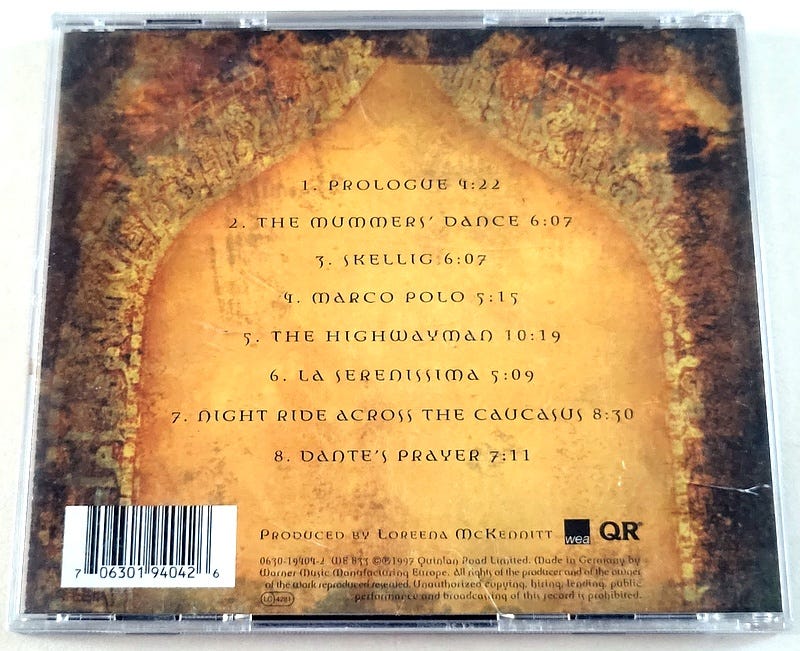 1. PROLOGUE 4:22
2. THE MUMMERS' DANCE 6:07
3. SKELLIG 6:07
4. MARCO POLO 5:15
5. THE HIGHWAYMAN 10:19
6. LA SERENISSIMA 5:09
7. NIGHT RIDE ACROSS THE CAUCASUS 8:30
8. DANTE'S PRAYER 7:11
PRODUCED BY LOREENA MCKENNITT wea QR®
0630-19404-2 WE 833 ©℗1997 Quinlan Road Limited. Made in Germany by
Warner Music Manufacturing Europe. All rights of the producer and of the owner
of the work reproduced reserved. Unauthorized copying, hiring, lending, public
performance and broadcasting of this record is prohibited.
LC 4281
7 06301 94042 6